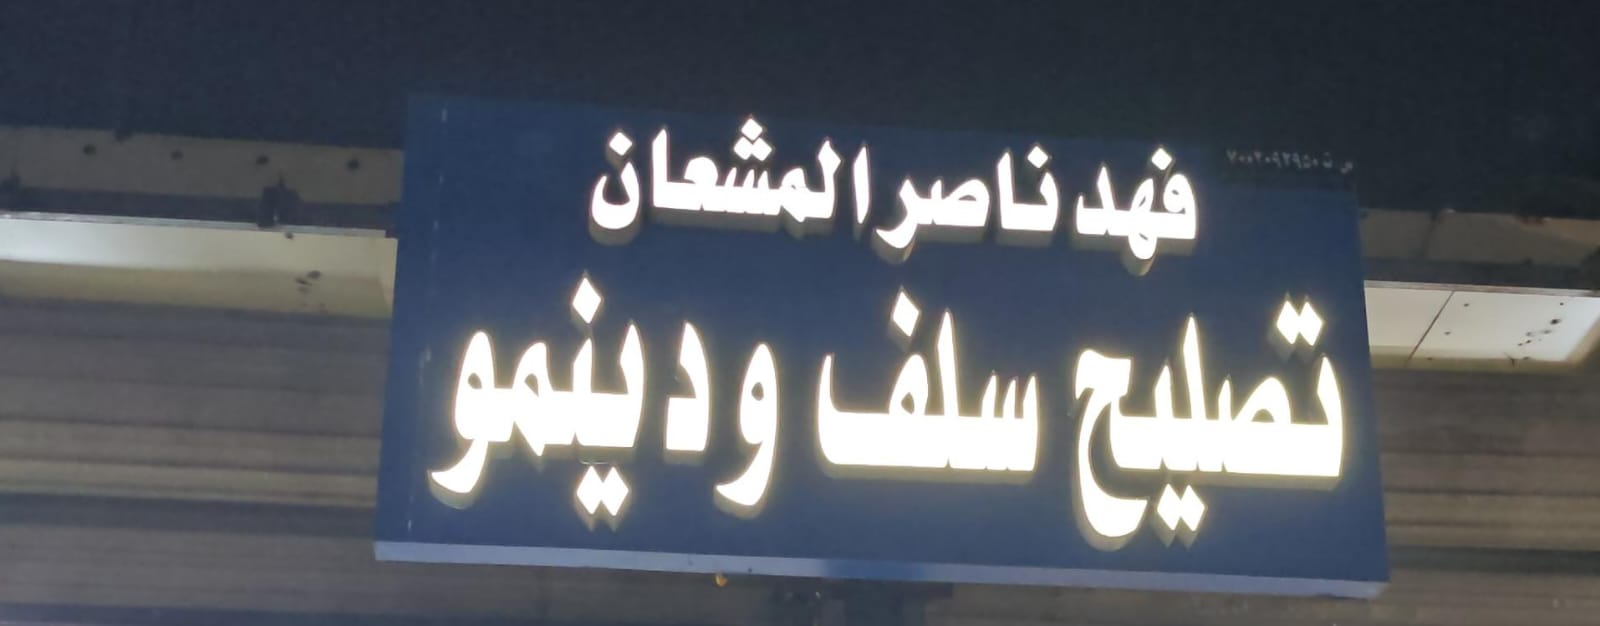 فهد ناصر المشعان
تصليح سلف ودينمو